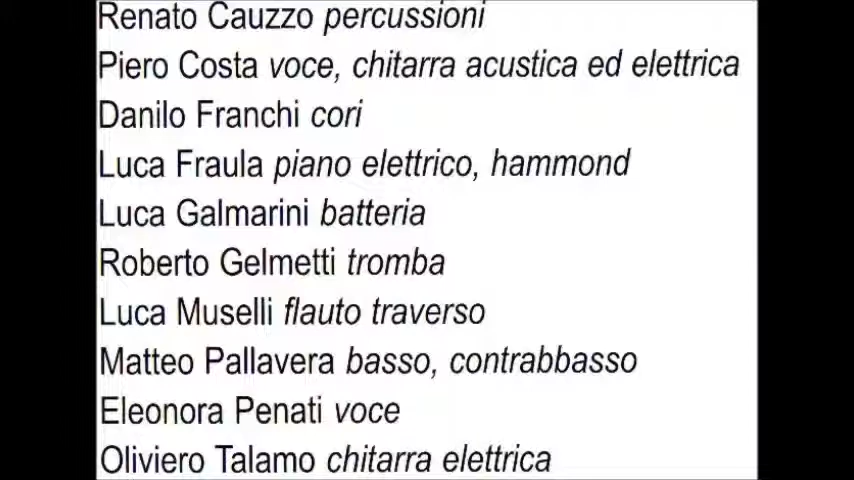 Renato Cauzzo percussioni
Piero Costa voce, chitarra acustica ed elettrica
Danilo Franchi cori
Luca Fraula piano elettrico, hammond
Luca Galmarini batteria
Roberto Gelmetti tromba
Luca Muselli flauto traverso
Matteo Pallavera basso, contrabbasso
Eleonora Penati voce
Oliviero Talamo chitarra elettrica